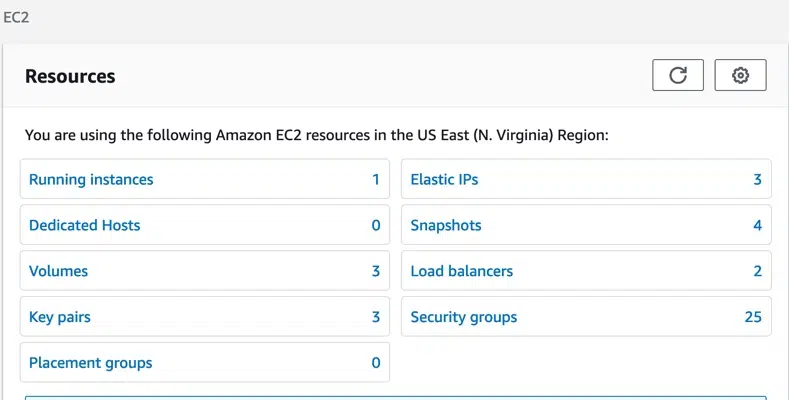 EC2
Resources
You are using the following Amazon EC2 resources in the US East (N. Virginia) Region:
Running instances 1 Elastic IPs 3
Dedicated Hosts 0 Snapshots 4
Volumes 3 Load balancers 2
Key pairs 3 Security groups 25
Placement groups 0